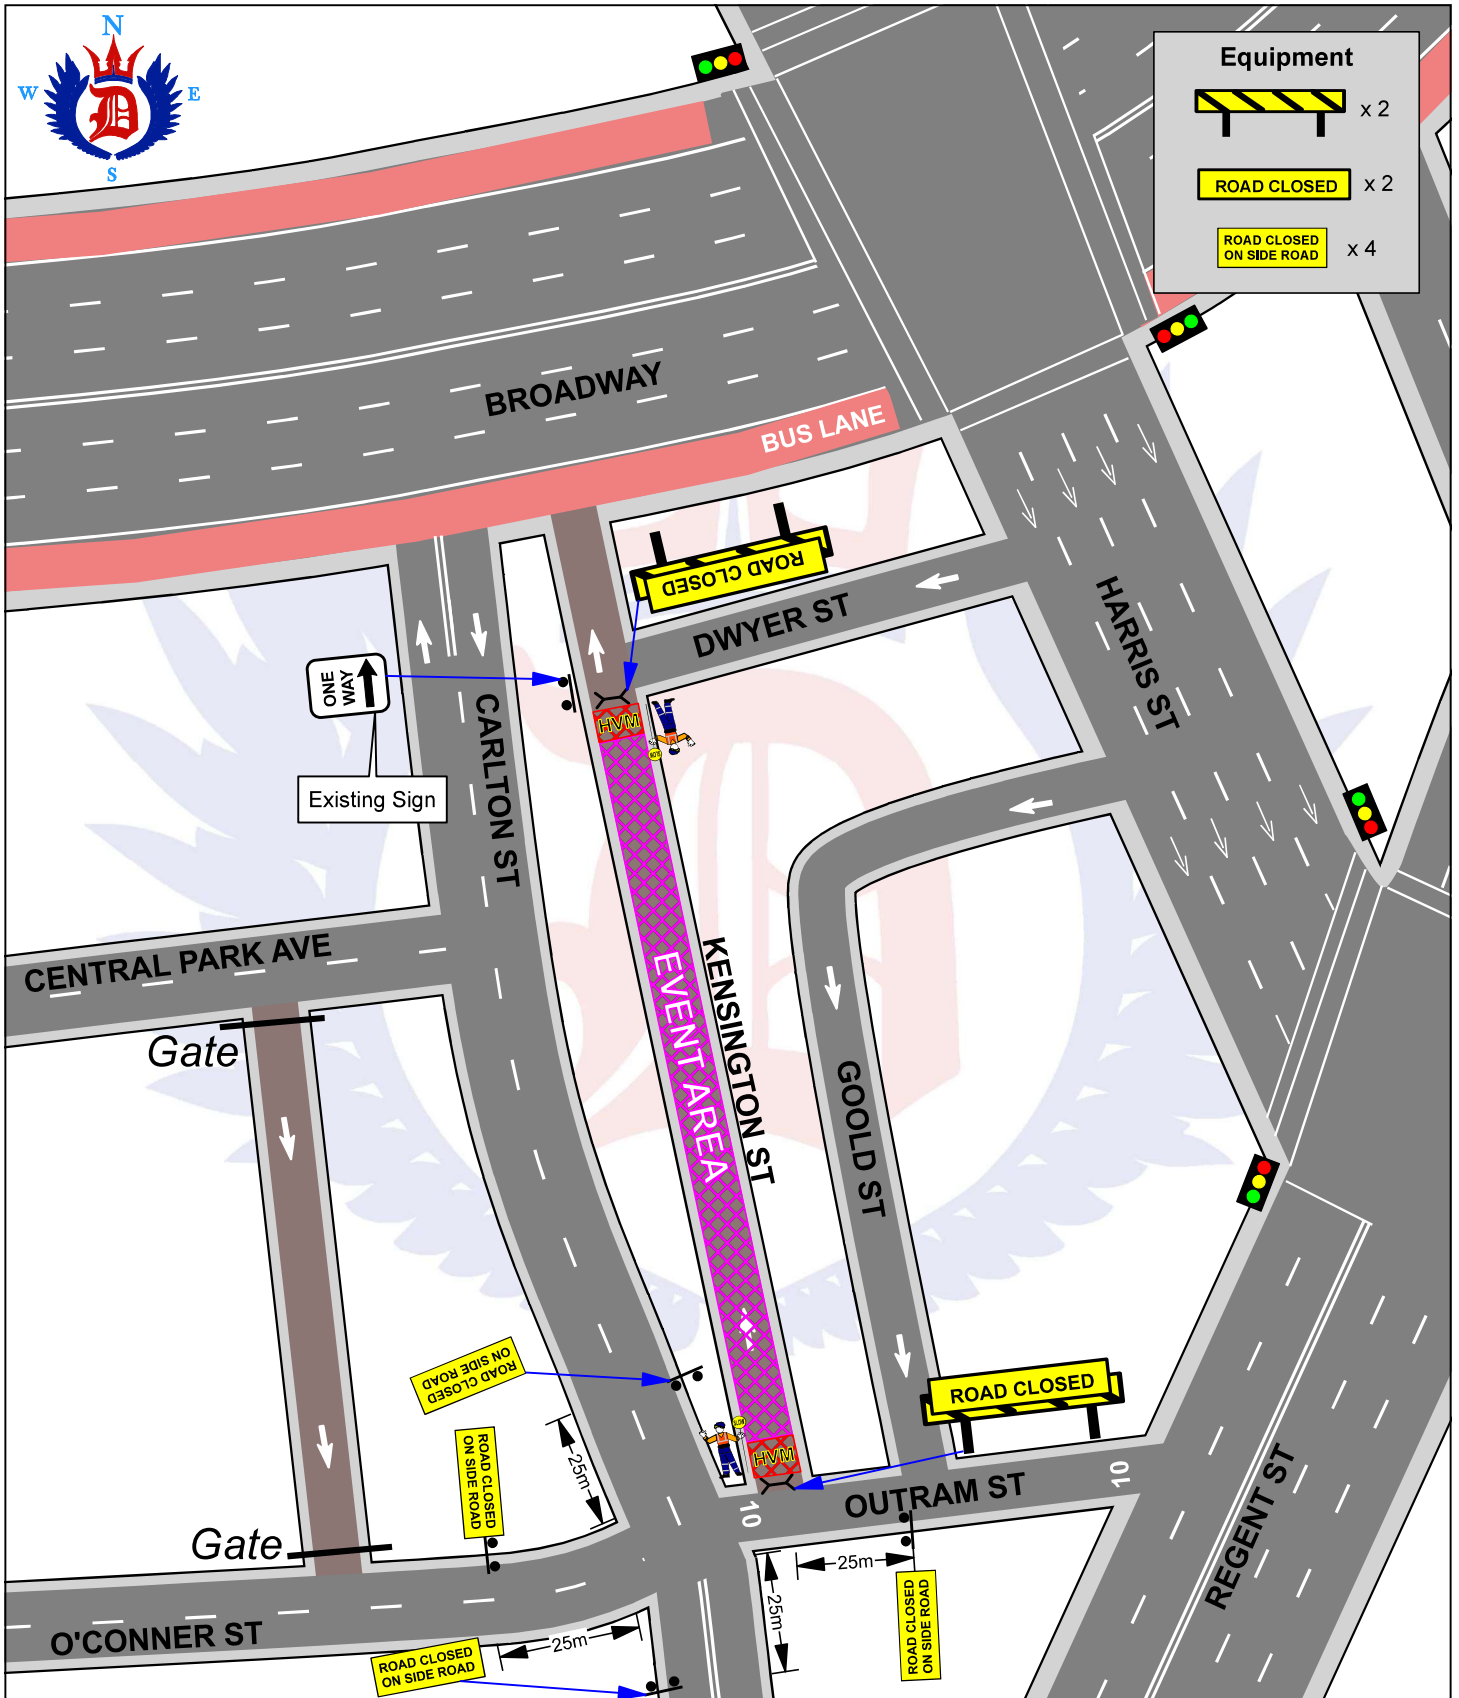 N
W
E
S
D
Equipment
x 2
ROAD CLOSED
x 2
ROAD CLOSED
ON SIDE ROAD
x 4
BROADWAY
BUS LANE
ROAD CLOSED
DWYER ST
HARRIS ST
ONE
WAY
Existing Sign
CARLTON ST
HVM
CENTRAL PARK AVE
Gate
KENSINGTON ST
EVENT AREA
GOOLD ST
ROAD CLOSED
ON SIDE ROAD
ROAD CLOSED
ON SIDE ROAD
25m
SLOW
HVM
ROAD CLOSED
10
OUTRAM ST
10
REGENT ST
Gate
O'CONNER ST
25m
25m
25m
ROAD CLOSED
ON SIDE ROAD
ROAD CLOSED
ON SIDE ROAD